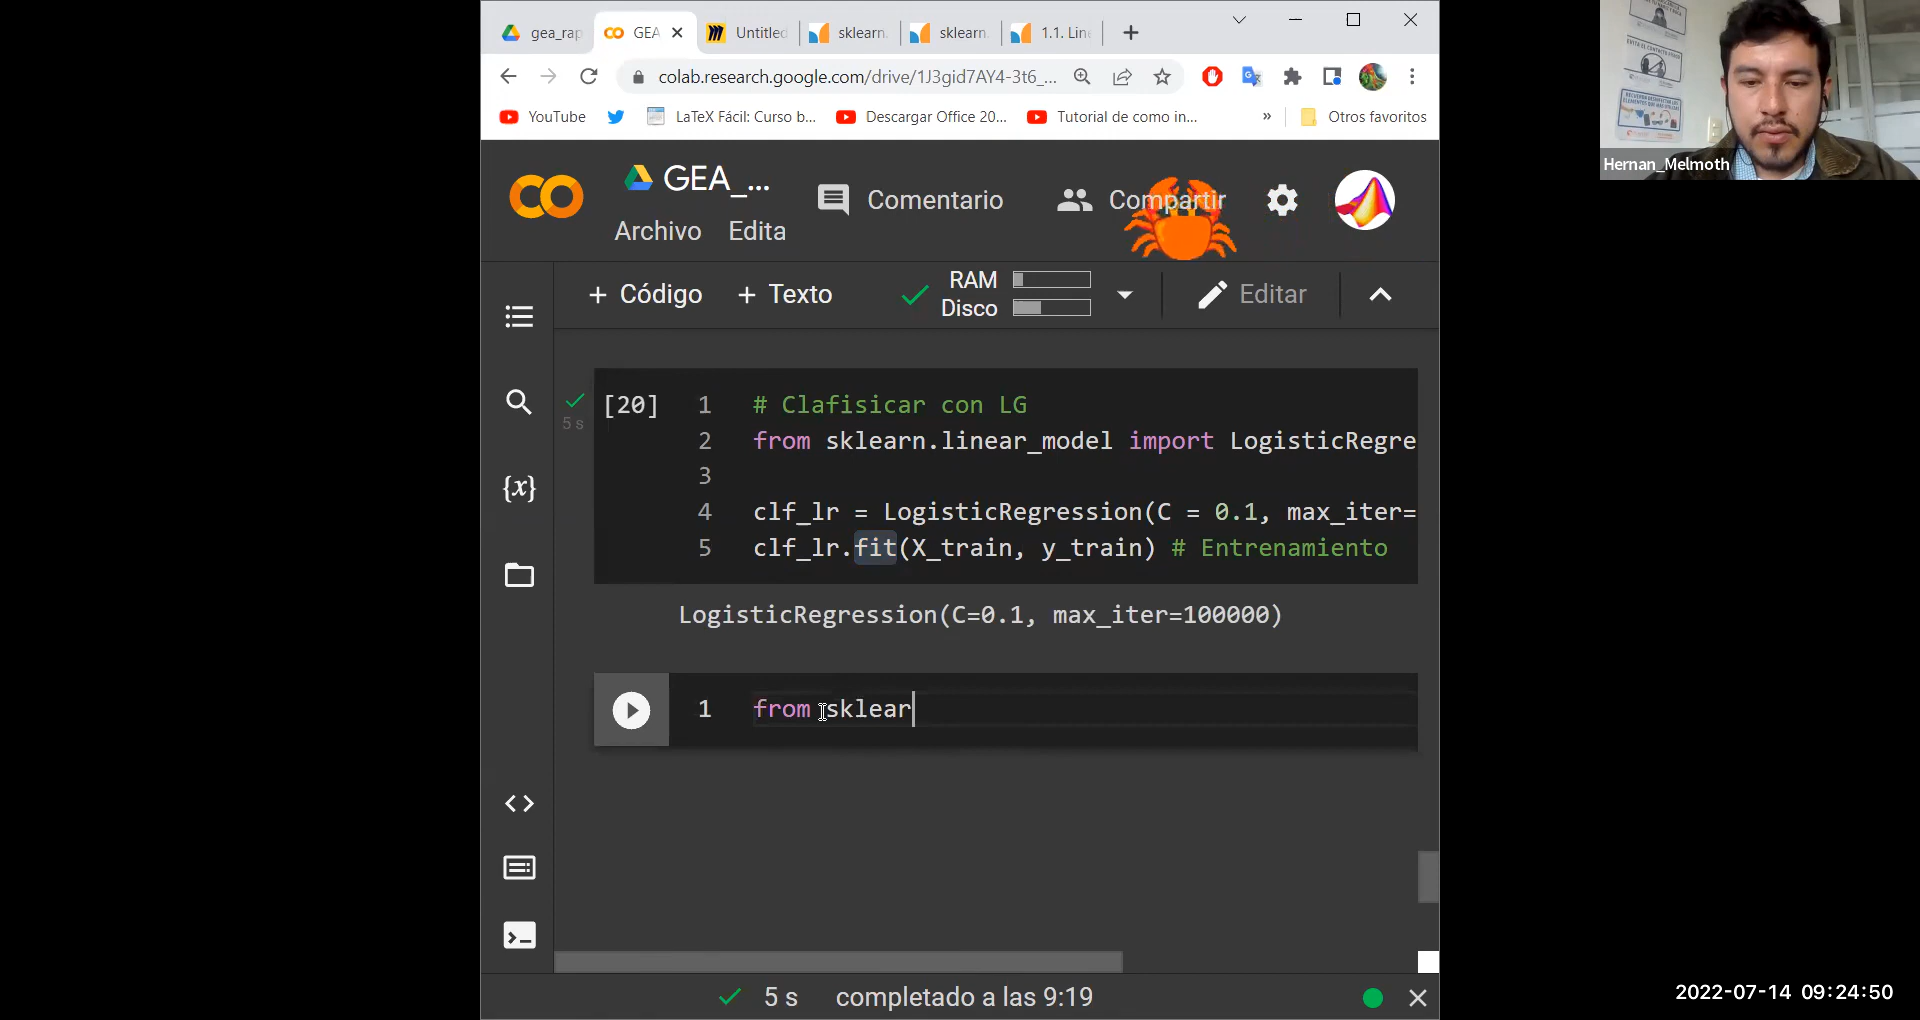 gea_rap
GEA
Untitled
sklearn.
sklearn.
1.1. Lin
colab.research.google.com/drive/1J3gid7AY4-3t6_...
YouTube
LaTeX Fácil: Curso b...
Descargar Office 20...
Tutorial de como in...
»
Otros favoritos
GEA_...
Comentario
Compartir
Archivo Edita
+ Código + Texto
RAM
Disco
Editar
[20]
5 s
1 # Clafisicar con LG
2 from sklearn.linear_model import LogisticRegre
3
4 clf_lr = LogisticRegression(C = 0.1, max_iter=
5 clf_lr.fit(X_train, y_train) # Entrenamiento
LogisticRegression(C=0.1, max_iter=100000)
1 from sklear
{x}
5 s completado a las 9:19
EVITA EL CONTACTO
Hernan_Melmoth
2022-07-14 09:24:50